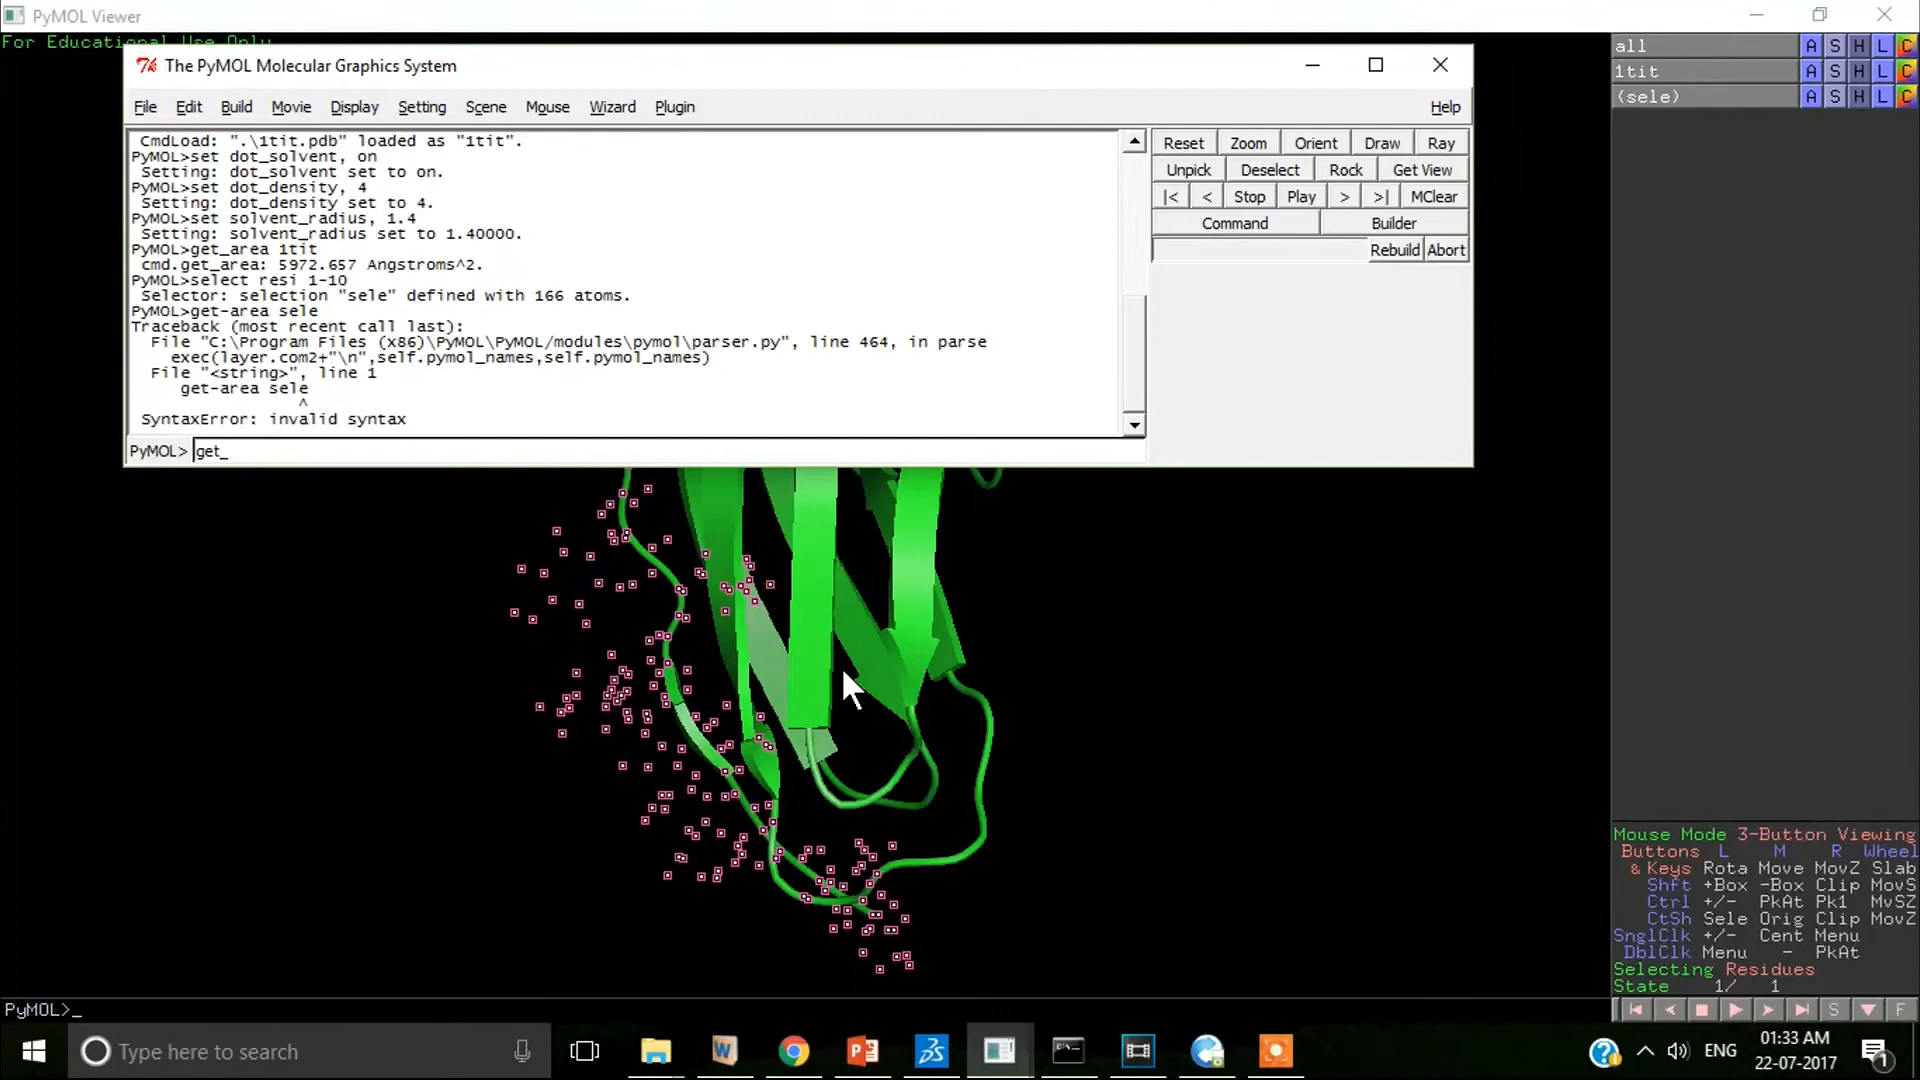 PyMOL Viewer
For Educational Use Only
The PyMOL Molecular Graphics System
File Edit Build Movie Display Setting Scene Mouse Wizard Plugin Help
CmdLoad: ".\1tit.pdb" loaded as "1tit".
PyMOL>set dot_solvent, on
Setting: dot_solvent set to on.
PyMOL>set dot_density, 4
Setting: dot_density set to 4.
PyMOL>set solvent_radius, 1.4
Setting: solvent_radius set to 1.40000.
PyMOL>get_area 1tit
cmd.get_area: 5972.657 Angstroms^2.
PyMOL>select resi 1-10
Selector: selection "sele" defined with 166 atoms.
PyMOL>get-area sele
Traceback (most recent call last):
File "C:\Program Files (x86)\PyMOL\PyMOL/modules\pymol\parser.py", line 464, in parse
exec(layer.com2+"\n",self.pymol_names,self.pymol_names)
File "<string>", line 1
get-area sele
^
SyntaxError: invalid syntax
PyMOL> get_
Reset Zoom Orient Draw Ray
Unpick Deselect Rock Get View
|< < Stop Play > >| MClear
Command Builder
Rebuild Abort
all A S H L C
1tit A S H L C
(sele) A S H L C
Mouse Mode 3-Button Viewing
Buttons L M R Wheel
& Keys Rota Move MovZ Slab
Shft +Box -Box Clip MovS
Ctrl +/- PkAt Pk1 MvSZ
CtSh Sele Orig Clip MovZ
SnglClk +/- Cent Menu
DblClk Menu - PkAt
Selecting Residues
State 1/ 1
S F
PyMOL>_
Type here to search
ENG
01:33 AM
22-07-2017
1